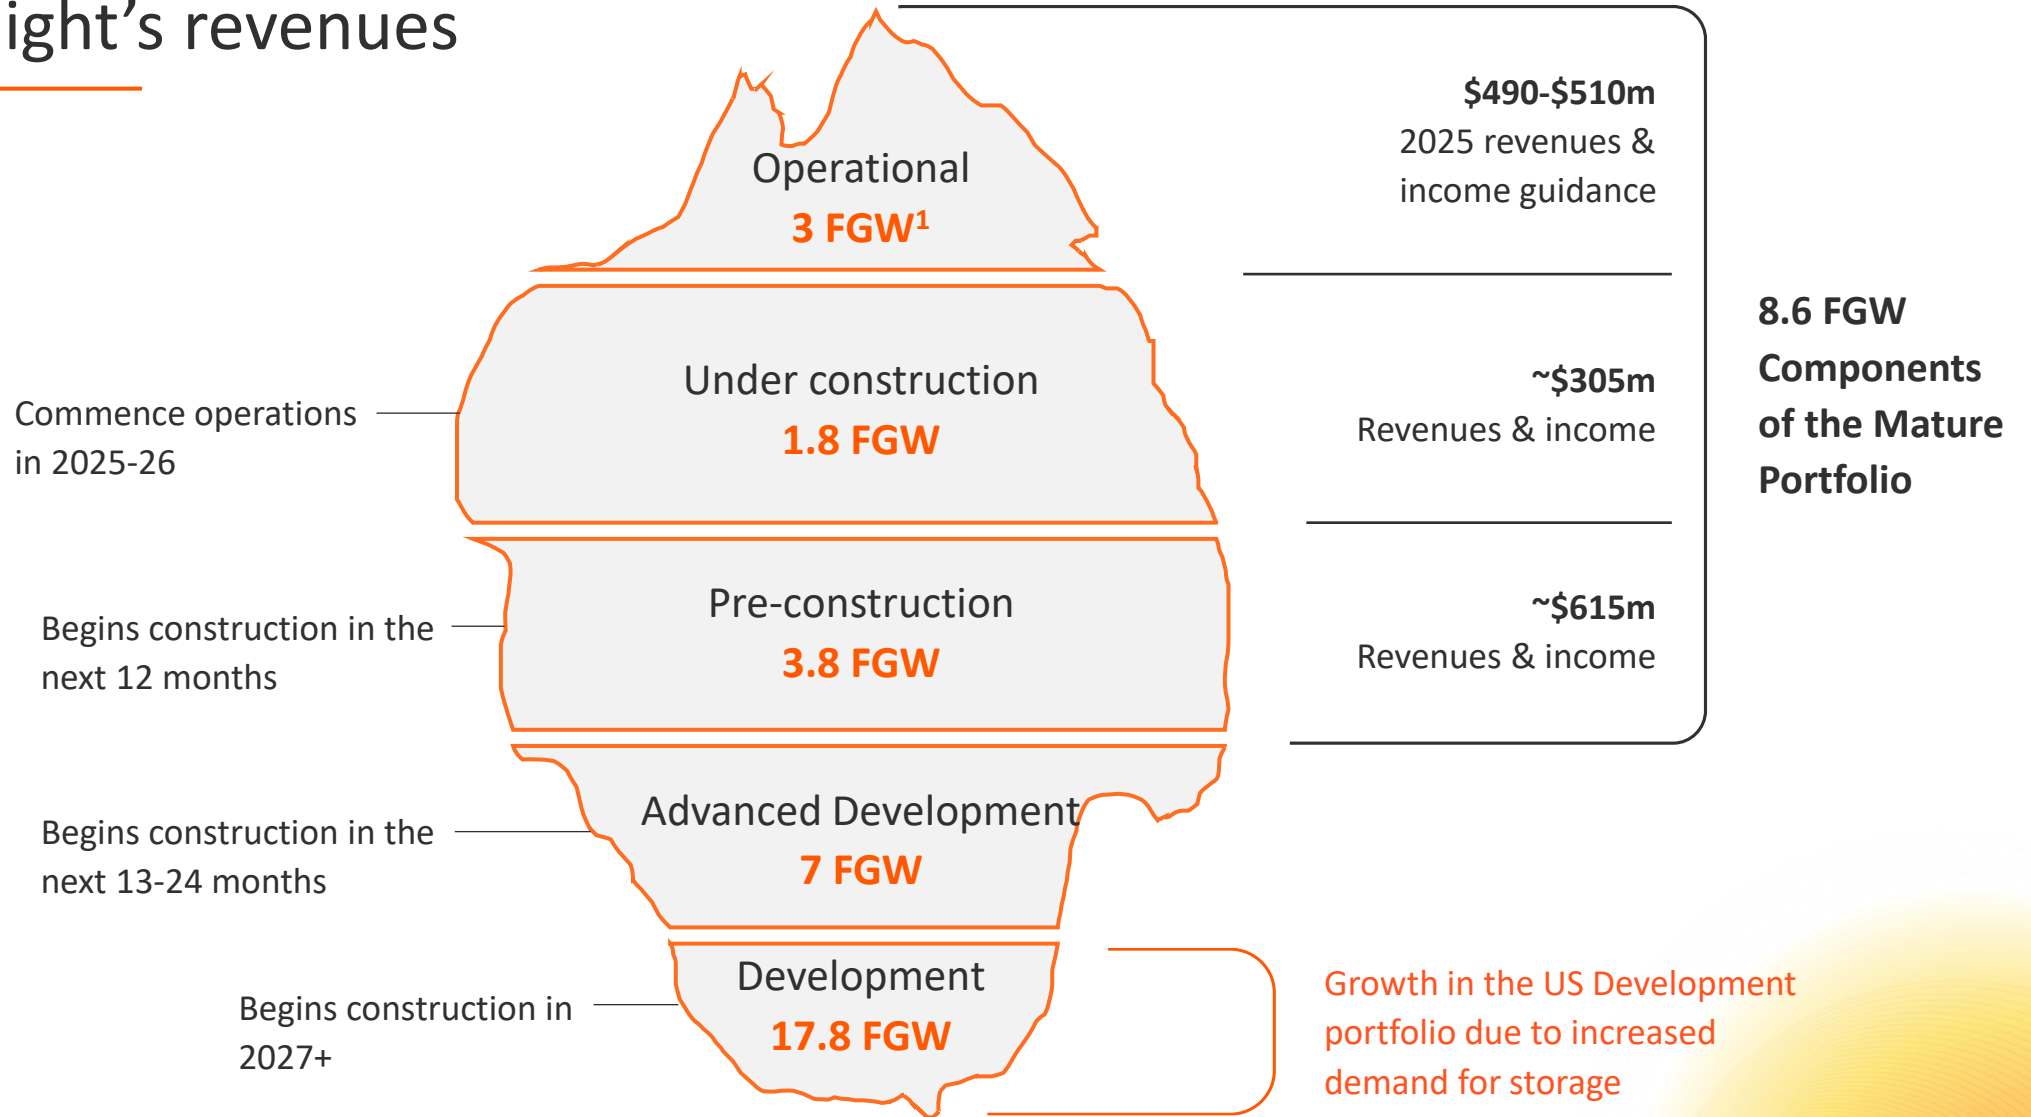 ight's revenues
Operational
3 FGW¹
$490-$510m
2025 revenues &
income guidance
Commence operations
in 2025-26
Under construction
1.8 FGW
~$305m
Revenues & income
8.6 FGW
Components
of the Mature
Portfolio
Begins construction in the
next 12 months
Pre-construction
3.8 FGW
~$615m
Revenues & income
Begins construction in the
next 13-24 months
Advanced Development
7 FGW
Begins construction in
2027+
Development
17.8 FGW
Growth in the US Development
portfolio due to increased
demand for storage